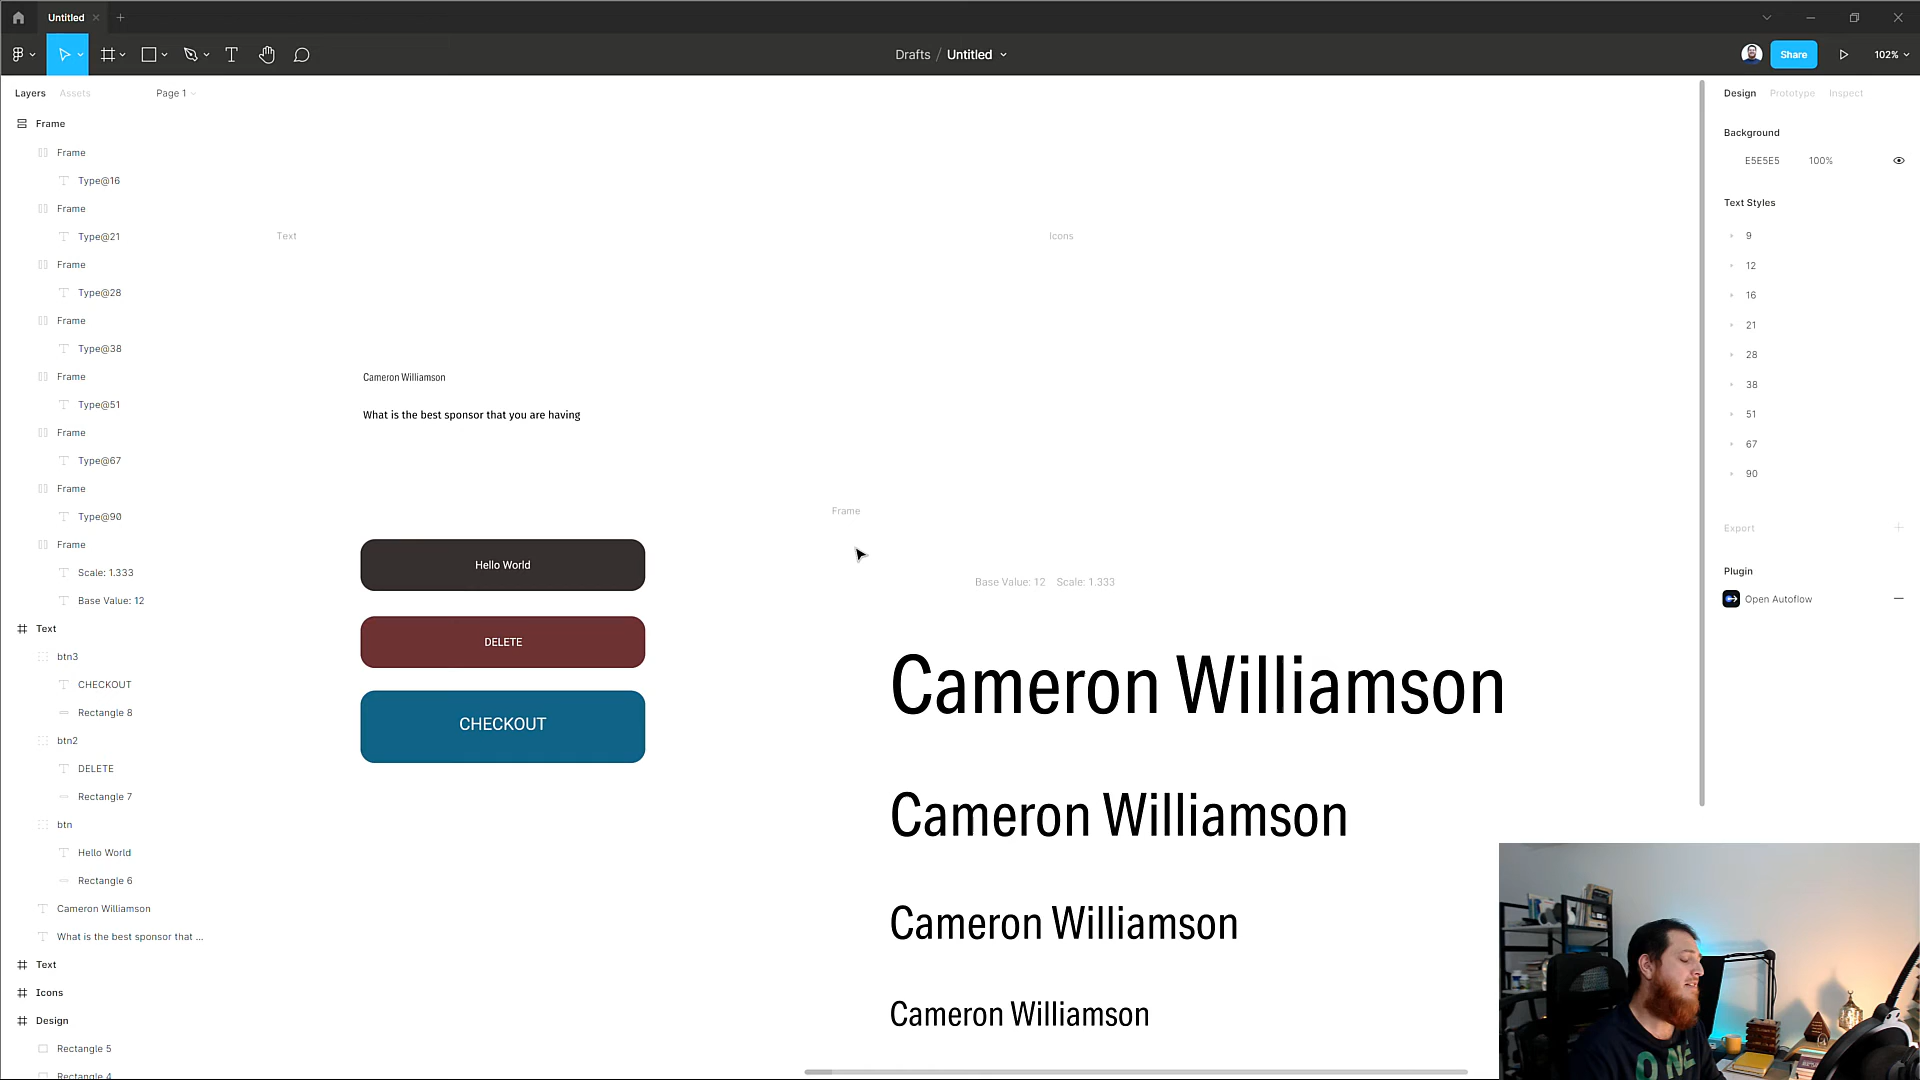 Untitled
Drafts / Untitled
Share
102%
Layers
Assets
Page 1
Design
Prototype
Inspect
Frame
Frame
Type@16
Frame
Type@21
Frame
Type@28
Frame
Type@38
Frame
Type@51
Frame
Type@67
Frame
Type@90
Frame
Scale: 1.333
Base Value: 12
Text
btn3
CHECKOUT
Rectangle 8
btn2
DELETE
Rectangle 7
btn
Hello World
Rectangle 6
Cameron Williamson
What is the best sponsor that ...
Text
Icons
Design
Rectangle 5
Rectangle 4
Text
Icons
Cameron Williamson
What is the best sponsor that you are having
Hello World
DELETE
CHECKOUT
Frame
Base Value: 12 Scale: 1.333
Cameron Williamson
Cameron Williamson
Cameron Williamson
Cameron Williamson
Background
E5E5E5 100%
Text Styles
9
12
16
21
28
38
51
67
90
Export
Plugin
Open Autoflow